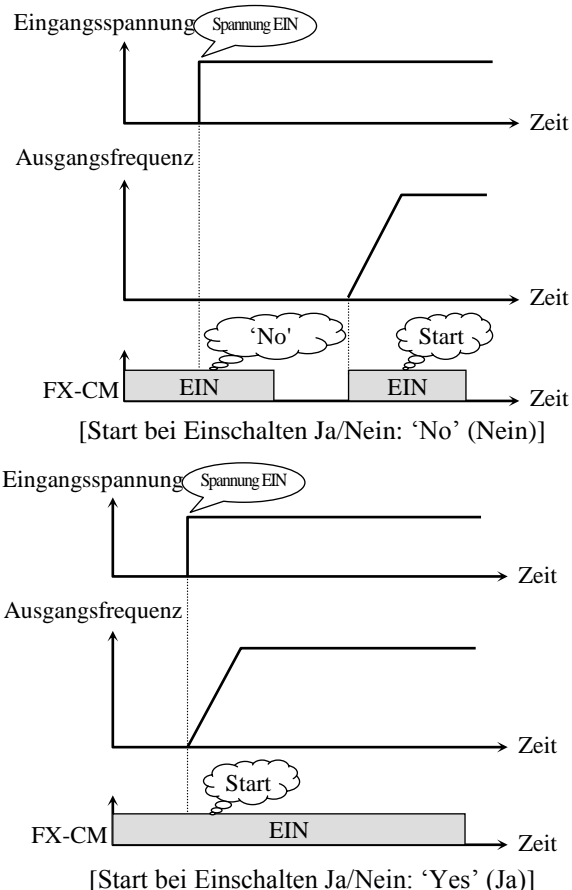 Eingangsspannung
Spannung EIN
Zeit
Ausgangsfrequenz
Zeit
‘No'
Start
FX-CM
EIN
EIN
Zeit
[Start bei Einschalten Ja/Nein: ‘No’ (Nein)]
Eingangsspannung
Spannung EIN
Zeit
Ausgangsfrequenz
Zeit
Start
FX-CM
EIN
Zeit
[Start bei Einschalten Ja/Nein: ‘Yes’ (Ja)]